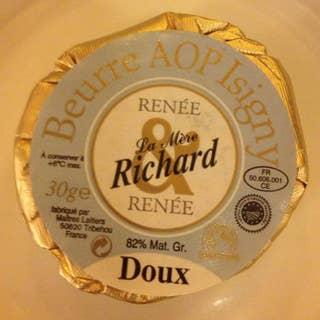 Beurre AOP Isigny
RENÉE
La Mère
Richard
&
RENÉE
À conserver à
+6°C max.
30g e
fabriqué par
Maîtres Laitiers
50620 Tribehou
France
FR
50.606.001
CE
82% Mat. Gr.
Doux